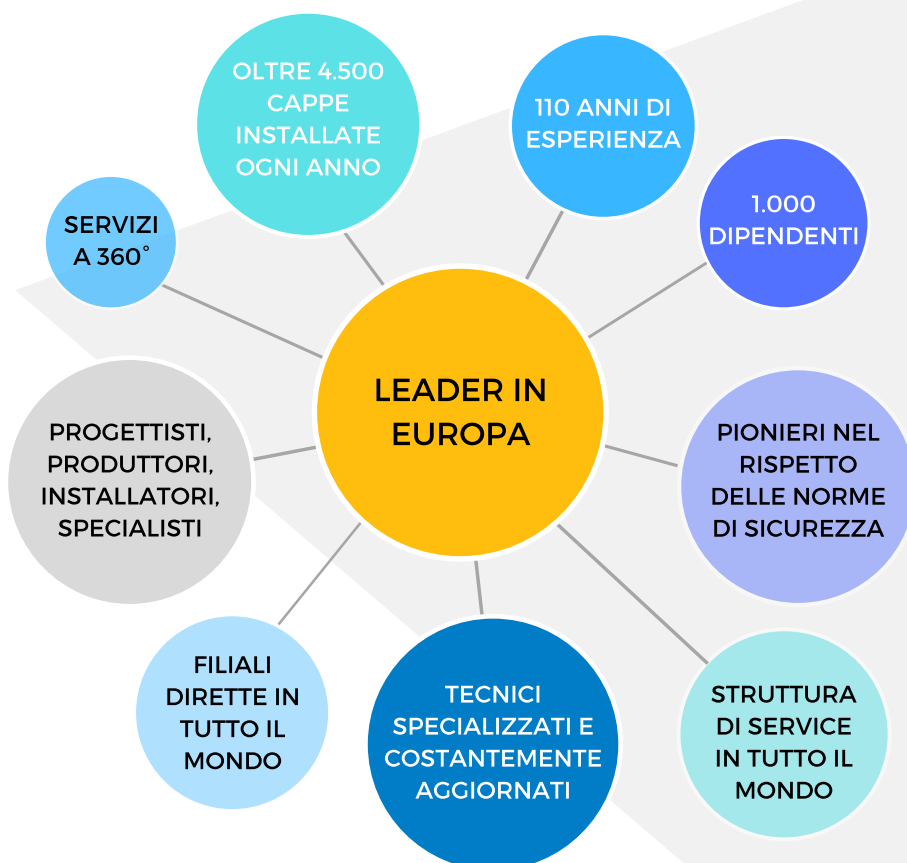 OLTRE 4.500
CAPPE
INSTALLATE
OGNI ANNO
110 ANNI DI
ESPERIENZA
1.000
DIPENDENTI
SERVIZI
A 360°
LEADER IN
EUROPA
PROGETTISTI,
PRODUTTORI,
INSTALLATORI,
SPECIALISTI
PIONIERI NEL
RISPETTO
DELLE NORME
DI SICUREZZA
FILIALI
DIRETTE IN
TUTTO IL
MONDO
TECNICI
SPECIALIZZATI E
COSTANTEMENTE
AGGIORNATI
STRUTTURA
DI SERVICE
IN TUTTO IL
MONDO